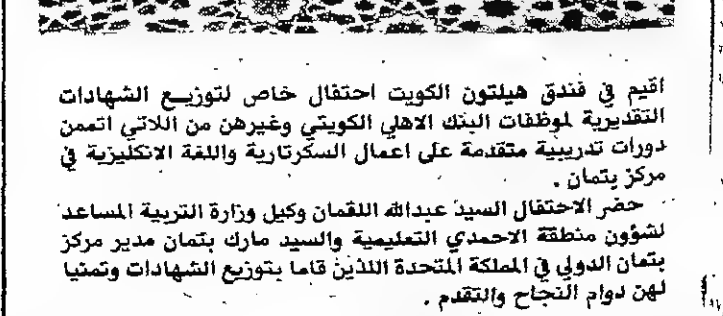 اقيم في فندق هيلتون الكويت احتفال خاص لتوزيـع الشهادات
التقديرية لموظفات البنك الاهلي الكويتي وغيرهن من اللاتي اتممن
دورات تدريبية متقدمة على اعمال السكرتارية واللغة الانكليزية في
مركز بتمان .
حضر الاحتفال السيد عبدالله اللقمان وكيل وزارة التربية المساعد
لشؤون منطقة الاحمدي التعليمية والسيد مارك بتمان مدير مركز
بتمان الدولي في المملكة المتحدة اللذين قاما بتوزيع الشهادات وتمنيا
لهن دوام النجاح والتقدم .